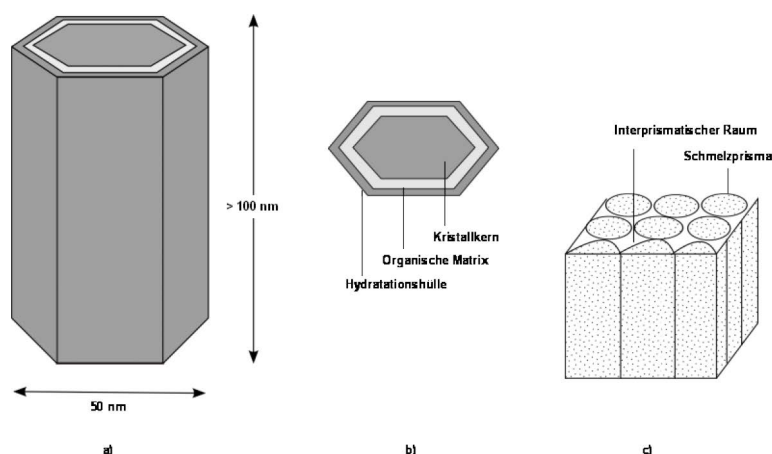 > 100 nm
50 nm
a)
Kristallkern
Organische Matrix
Hydratationshülle
b)
Interprismatischer Raum
Schmelzprisma
c)